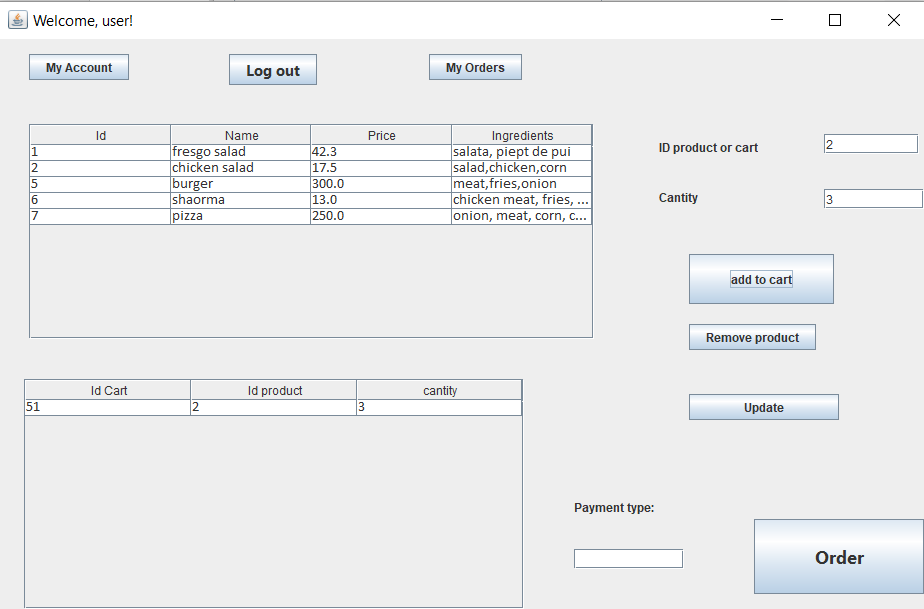 Welcome, user!
My Account
Log out
My Orders
Id Name Price Ingredients
1 fresgo salad 42.3 salata, piept de pui
2 chicken salad 17.5 salad,chicken,corn
5 burger 300.0 meat,fries,onion
6 shaorma 13.0 chicken meat, fries, ...
7 pizza 250.0 onion, meat, corn, c...
ID product or cart 2
Cantity 3
add to cart
Remove product
Update
Id Cart Id product cantity
51 2 3
Payment type:
Order